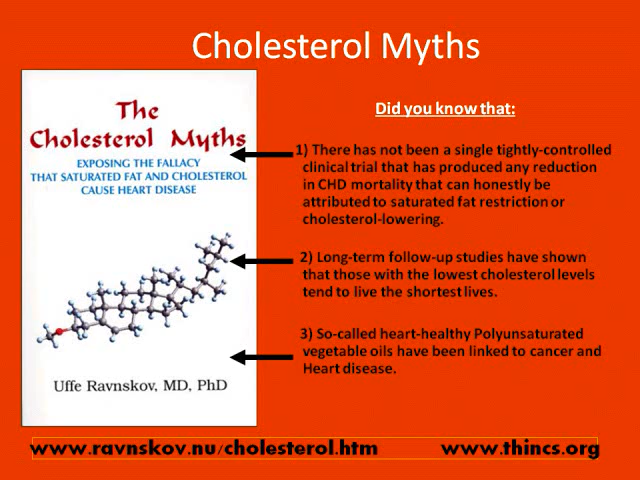 Cholesterol Myths
The
Cholesterol Myths
EXPOSING THE FALLACY
THAT SATURATED FAT AND CHOLESTEROL
CAUSE HEART DISEASE
Uffe Ravnskov, MD, PhD
Did you know that:
1) There has not been a single tightly-controlled
clinical trial that has produced any reduction
in CHD mortality that can honestly be
attributed to saturated fat restriction or
cholesterol-lowering.
2) Long-term follow-up studies have shown
that those with the lowest cholesterol levels
tend to live the shortest lives.
3) So-called heart-healthy Polyunsaturated
vegetable oils have been linked to cancer and
Heart disease.
www.ravnskov.nu/cholesterol.htm www.thincs.org